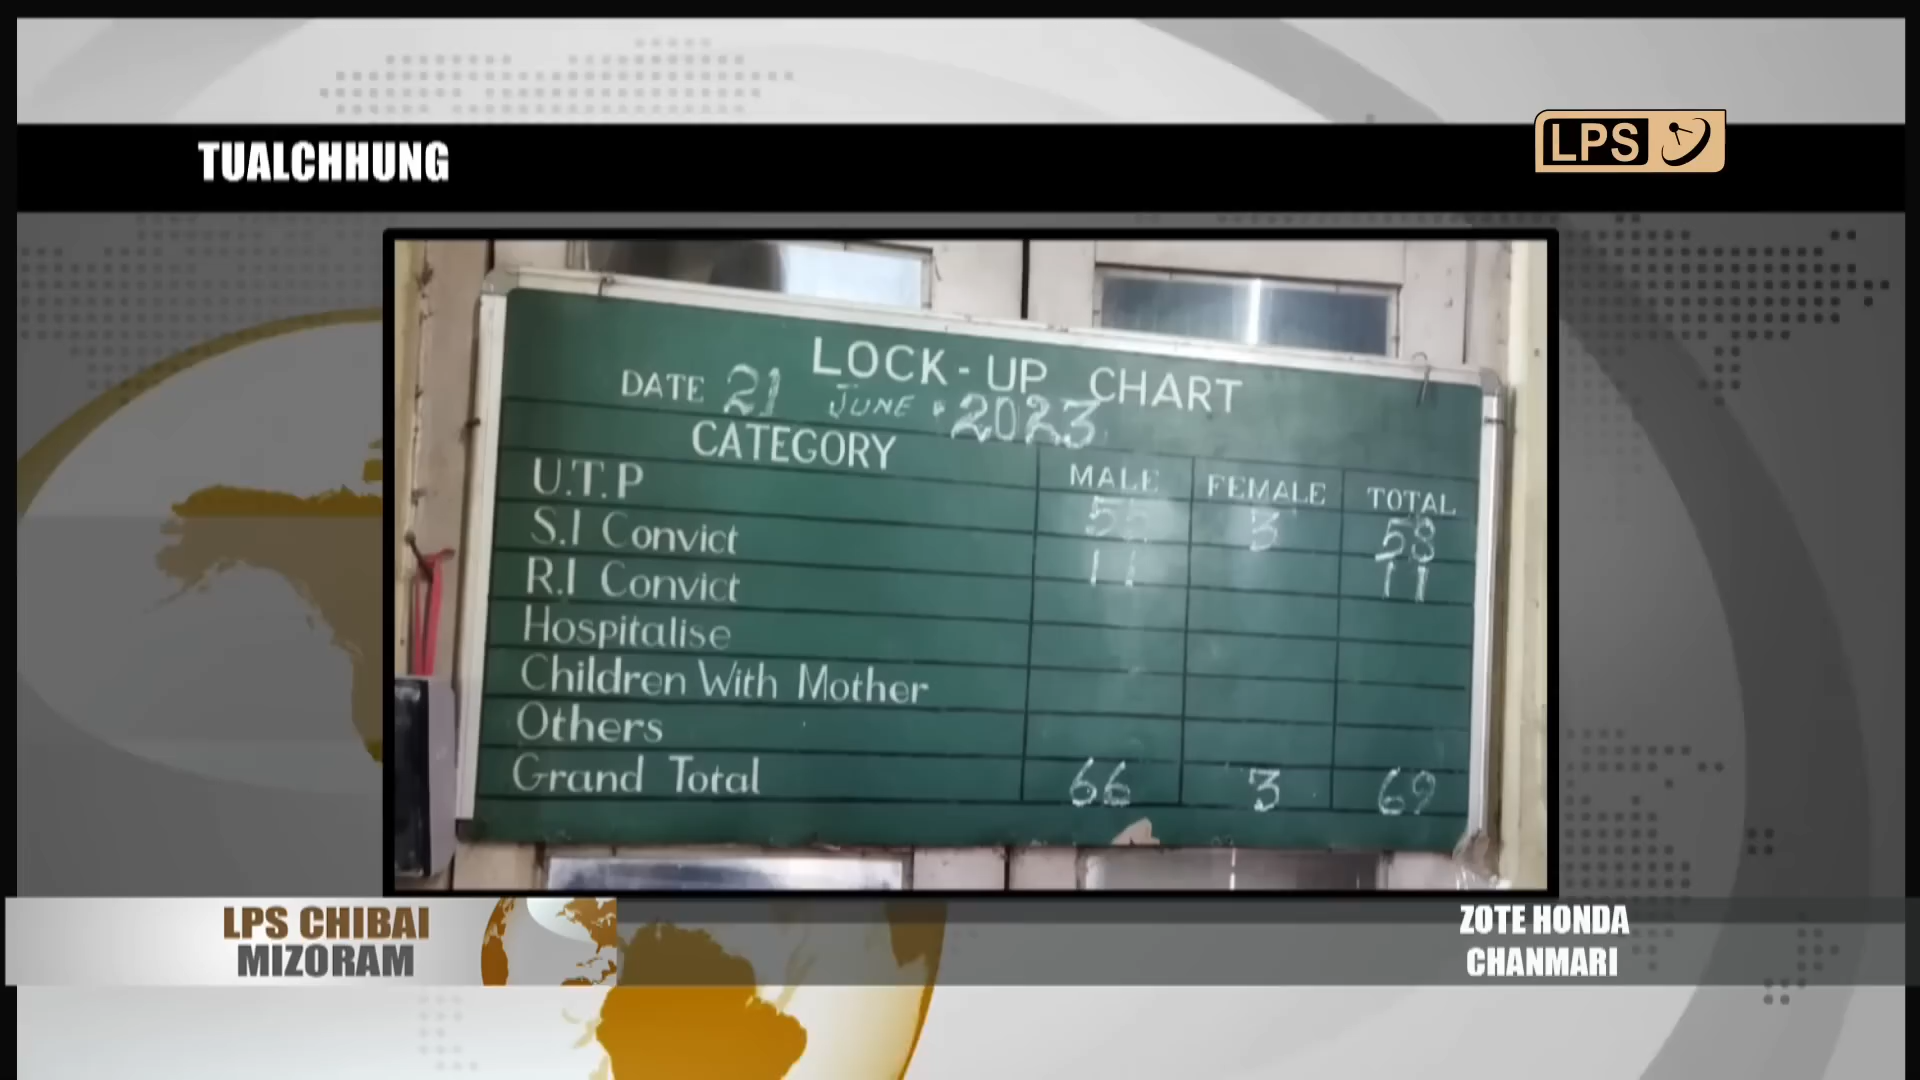 TUALCHHUNG
LPS
LOCK-UP CHART
DATE 21 JUNE 2023
CATEGORY MALE FEMALE TOTAL
U.T.P 55 3 58
S.I Convict 11 11
R.I Convict
Hospitalise
Children With Mother
Others
Grand Total 66 3 69
LPS CHIBAI
MIZORAM
ZOTE HONDA
CHANMARI